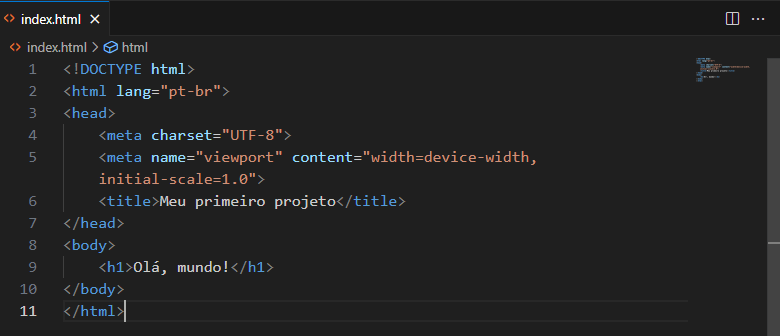 index.html
index.html > html
1 <!DOCTYPE html>
2 <html lang="pt-br">
3 <head>
4     <meta charset="UTF-8">
5     <meta name="viewport" content="width=device-width,
    initial-scale=1.0">
6     <title>Meu primeiro projeto</title>
7 </head>
8 <body>
9     <h1>Olá, mundo!</h1>
10 </body>
11 </html>